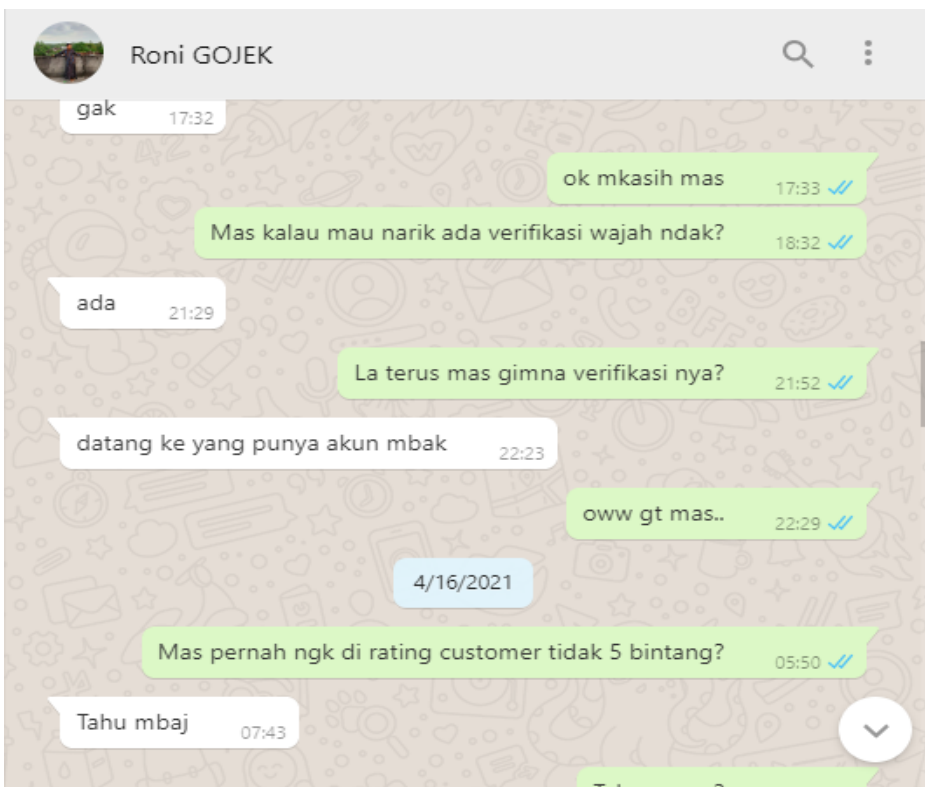 Roni GOJEK
gak 17:32
ok mkasih mas 17:33
Mas kalau mau narik ada verifikasi wajah ndak? 18:32
ada 21:29
La terus mas gimna verifikasi nya? 21:52
datang ke yang punya akun mbak 22:23
oww gt mas.. 22:29
4/16/2021
Mas pernah ngk di rating customer tidak 5 bintang? 05:50
Tahu mbaj 07:43